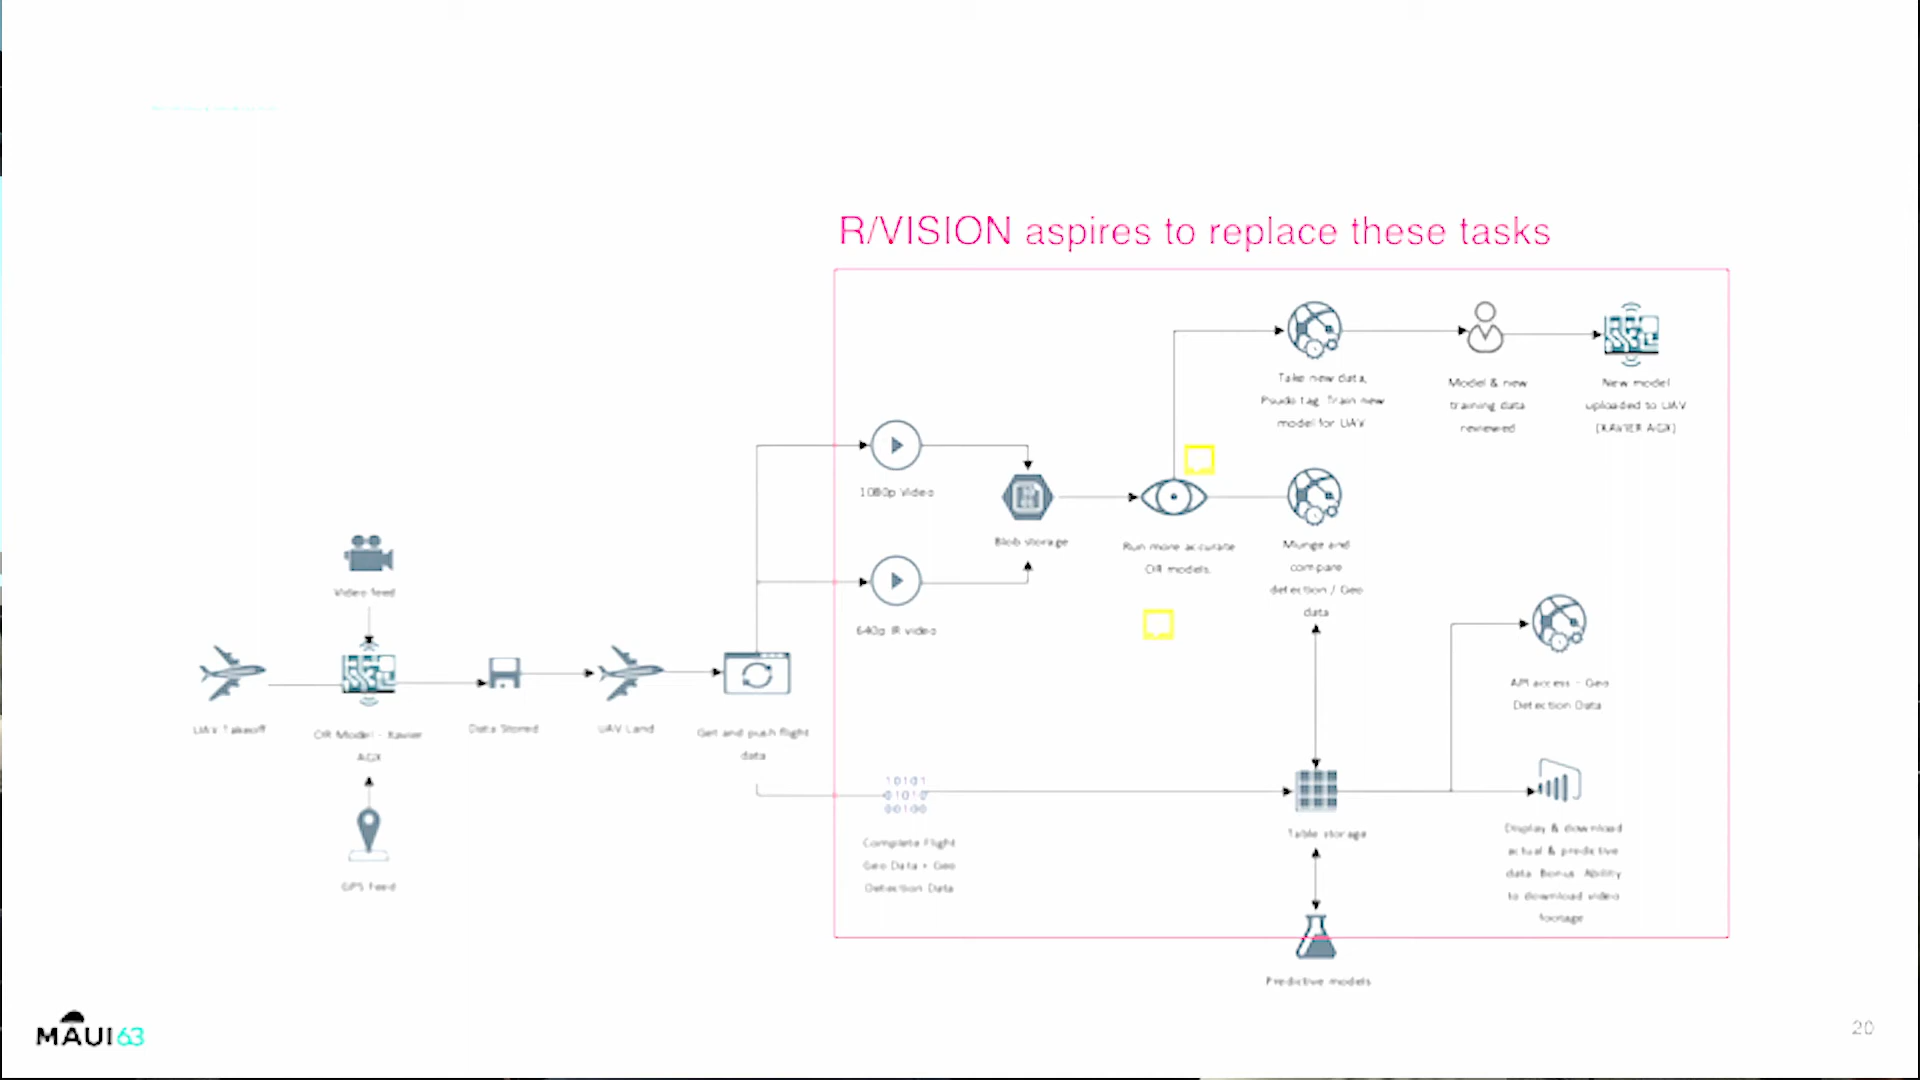 R/VISION aspires to replace these tasks
Take new data,
Psudo tag. Train new
model for UAV
Model & new
training data
reviewed
New model
uploaded to UAV
(XAVIER AGX)
1080p Video
Blob storage
Run more accurate
OR models.
Munge and
compare
detection / Geo
data
640p IR video
Video feed
UAV Takeoff
OR Model - Xavier
AGX
Data Stored
UAV Land
Get and push flight
data
GPS Feed
10101
01010
00100
Complete Flight
Geo Data + Geo
Detection Data
Table storage
API access - Geo
Detection Data
Display & download
actual & predictive
data. Bonus: Ability
to download video
footage
Predictive models
MAUI63
20